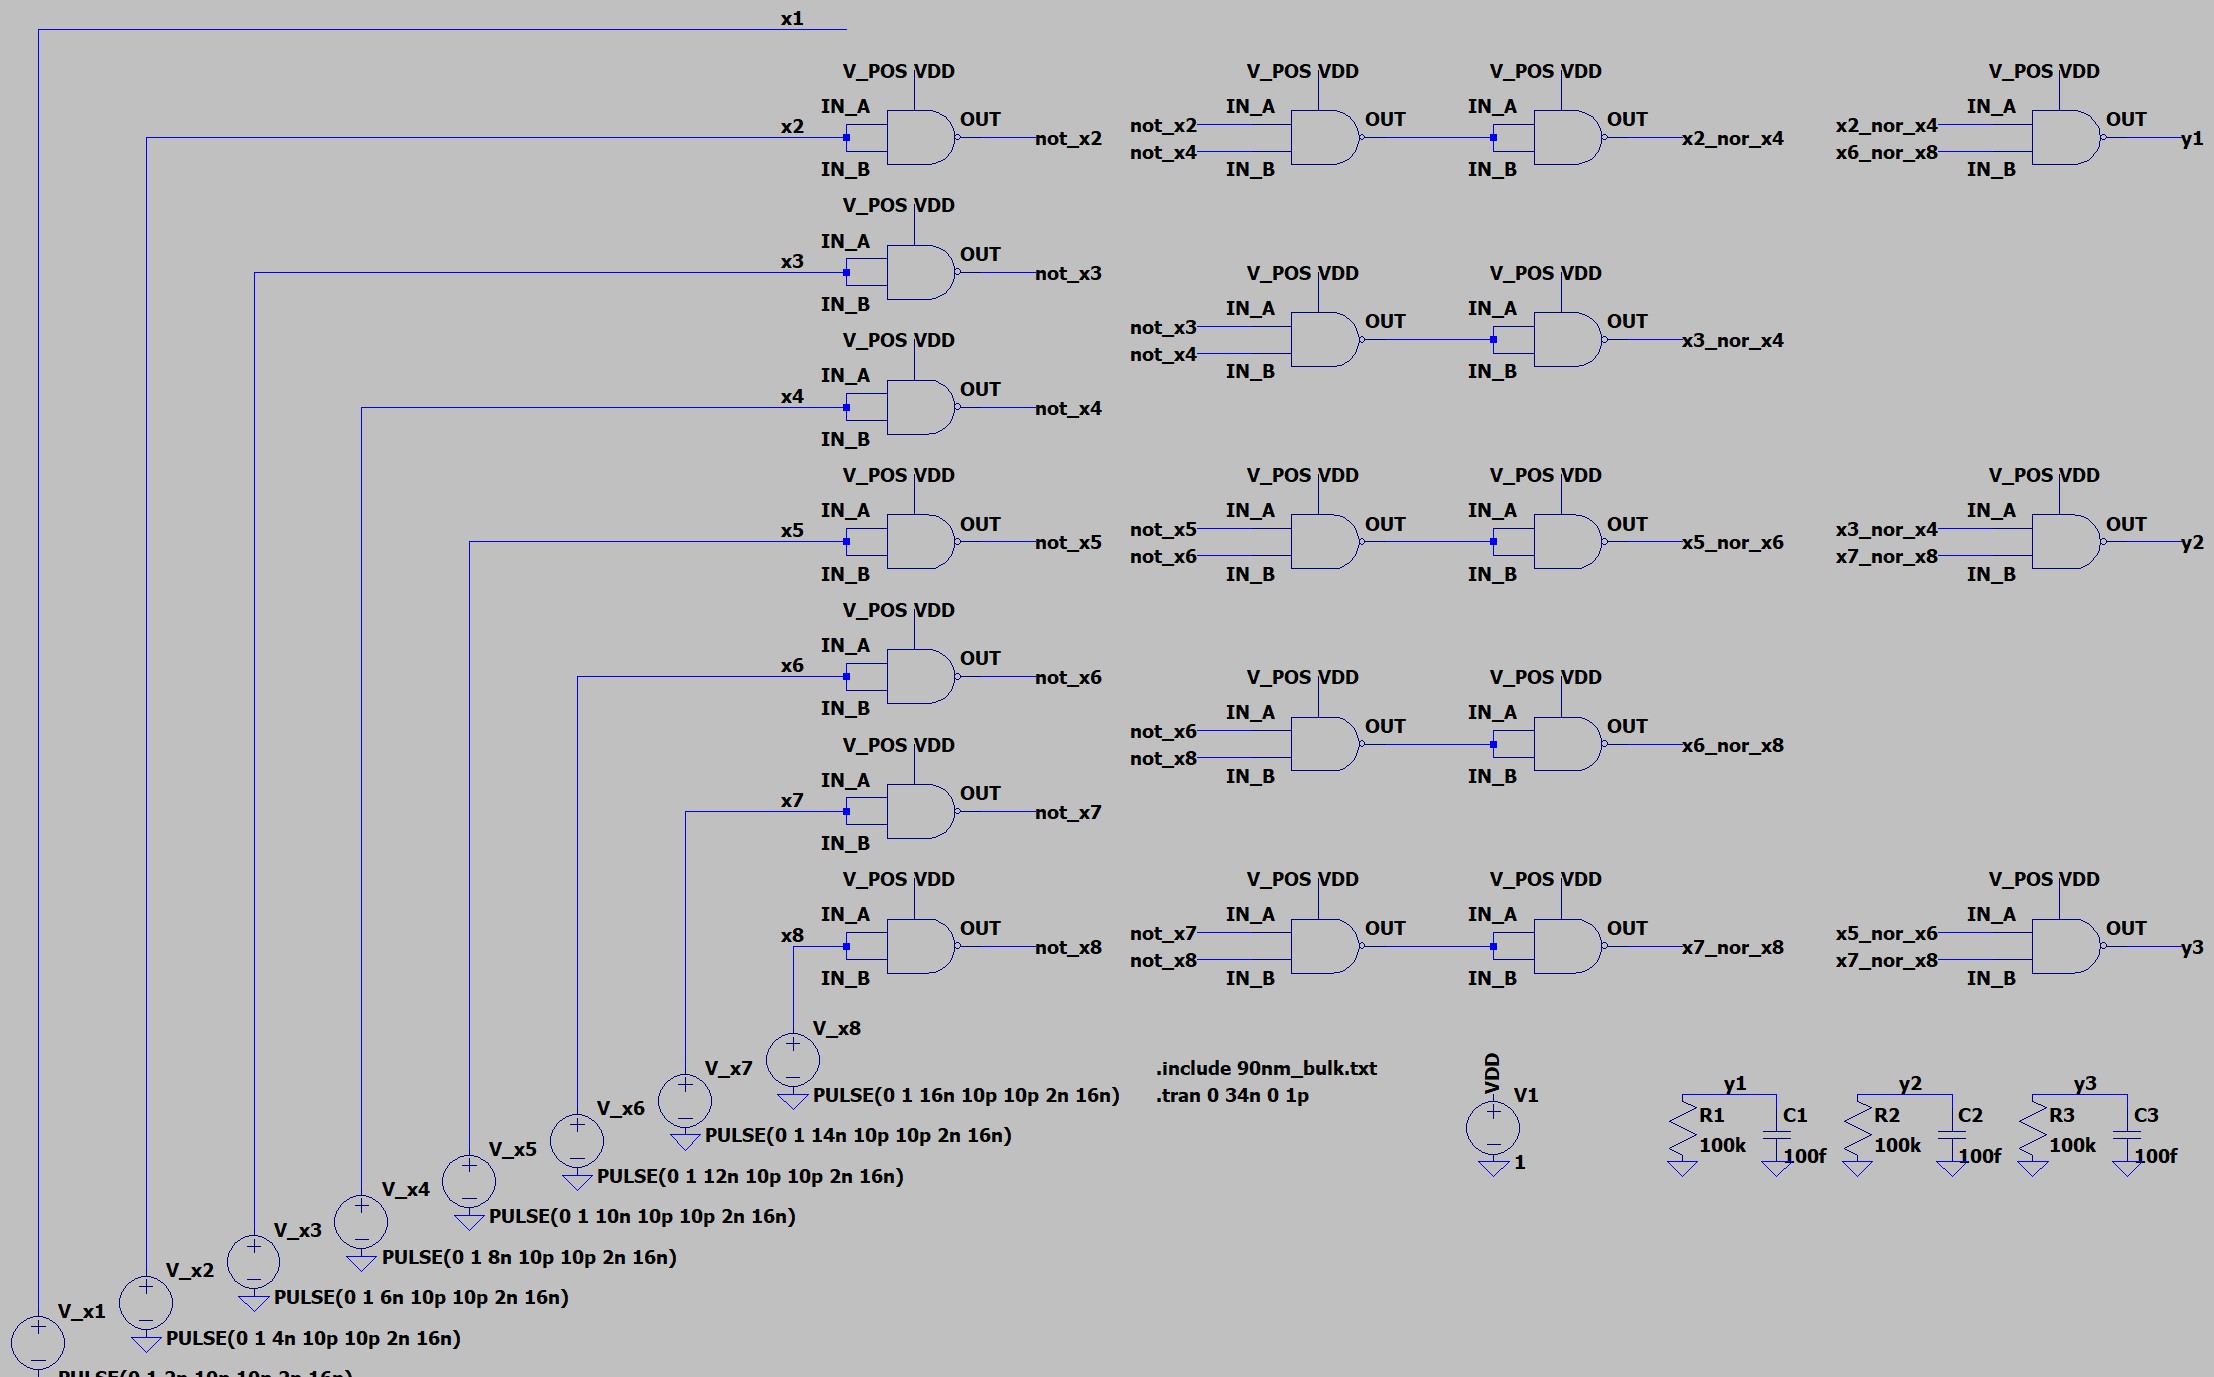 x1
V_POS VDD
IN_A
x2
OUT
not_x2
IN_B
V_POS VDD
IN_A
not_x2
not_x4
OUT
IN_B
V_POS VDD
IN_A
OUT
x2_nor_x4
IN_B
V_POS VDD
IN_A
x2_nor_x4
x6_nor_x8
OUT
y1
IN_B
V_POS VDD
IN_A
x3
OUT
not_x3
IN_B
V_POS VDD
IN_A
not_x3
not_x4
OUT
IN_B
V_POS VDD
IN_A
OUT
x3_nor_x4
IN_B
V_POS VDD
IN_A
x4
OUT
not_x4
IN_B
V_POS VDD
IN_A
x5
OUT
not_x5
IN_B
V_POS VDD
IN_A
not_x5
not_x6
OUT
IN_B
V_POS VDD
IN_A
OUT
x5_nor_x6
IN_B
V_POS VDD
IN_A
x3_nor_x4
x7_nor_x8
OUT
y2
IN_B
V_POS VDD
IN_A
x6
OUT
not_x6
IN_B
V_POS VDD
IN_A
not_x6
not_x8
OUT
IN_B
V_POS VDD
IN_A
OUT
x6_nor_x8
IN_B
V_POS VDD
IN_A
x7
OUT
not_x7
IN_B
V_POS VDD
IN_A
x8
OUT
not_x8
IN_B
V_POS VDD
IN_A
not_x7
not_x8
OUT
IN_B
V_POS VDD
IN_A
OUT
x7_nor_x8
IN_B
V_POS VDD
IN_A
x5_nor_x6
x7_nor_x8
OUT
y3
IN_B
V_x8
PULSE(0 1 16n 10p 10p 2n 16n)
V_x7
PULSE(0 1 14n 10p 10p 2n 16n)
V_x6
PULSE(0 1 12n 10p 10p 2n 16n)
V_x5
PULSE(0 1 10n 10p 10p 2n 16n)
V_x4
PULSE(0 1 8n 10p 10p 2n 16n)
V_x3
PULSE(0 1 6n 10p 10p 2n 16n)
V_x2
PULSE(0 1 4n 10p 10p 2n 16n)
V_x1
PULSE(0 1 2n 10p 10p 2n 16n)
.include 90nm_bulk.txt
.tran 0 34n 0 1p
VDD
V1
1
y1
R1
100k
C1
100f
y2
R2
100k
C2
100f
y3
R3
100k
C3
100f